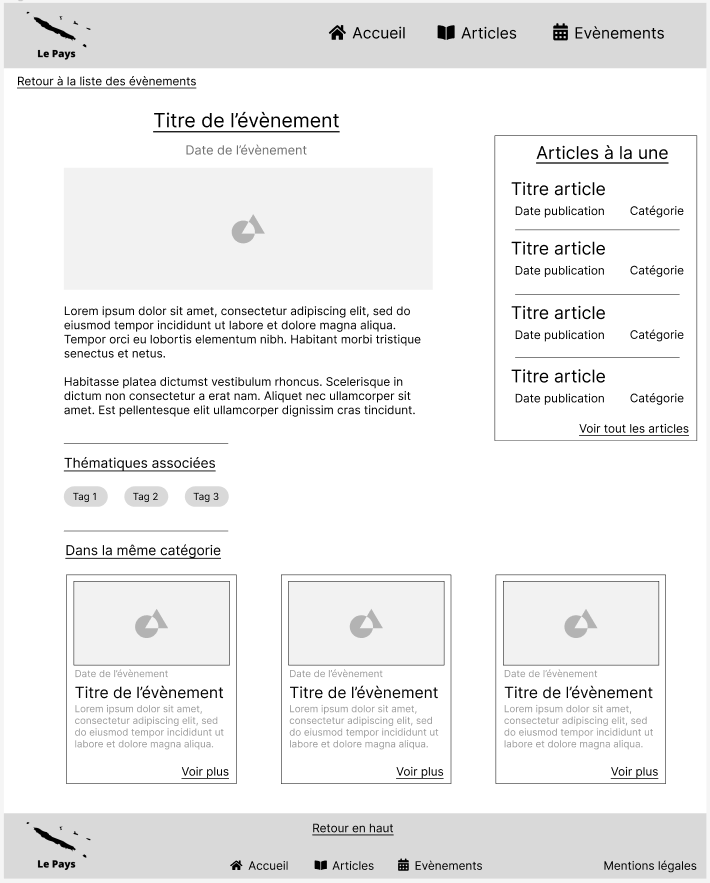 Le Pays
Accueil
Articles
Evènements
Retour à la liste des évènements
Titre de l’évènement
Date de l’évènement
Lorem ipsum dolor sit amet, consectetur adipiscing elit, sed do
eiusmod tempor incididunt ut labore et dolore magna aliqua.
Tempor orci eu lobortis elementum nibh. Habitant morbi tristique
senectus et netus.
Habitasse platea dictumst vestibulum rhoncus. Scelerisque in
dictum non consectetur a erat nam. Aliquet nec ullamcorper sit
amet. Est pellentesque elit ullamcorper dignissim cras tincidunt.
Articles à la une
Titre article
Date publication Catégorie
Titre article
Date publication Catégorie
Titre article
Date publication Catégorie
Titre article
Date publication Catégorie
Voir tout les articles
Thématiques associées
Tag 1 Tag 2 Tag 3
Dans la même catégorie
Date de l’évènement
Titre de l’évènement
Lorem ipsum dolor sit amet,
consectetur adipiscing elit, sed
do eiusmod tempor incididunt ut
labore et dolore magna aliqua.
Voir plus
Date de l’évènement
Titre de l’évènement
Lorem ipsum dolor sit amet,
consectetur adipiscing elit, sed
do eiusmod tempor incididunt ut
labore et dolore magna aliqua.
Voir plus
Date de l’évènement
Titre de l’évènement
Lorem ipsum dolor sit amet,
consectetur adipiscing elit, sed
do eiusmod tempor incididunt ut
labore et dolore magna aliqua.
Voir plus
Retour en haut
Le Pays
Accueil
Articles
Evènements
Mentions légales